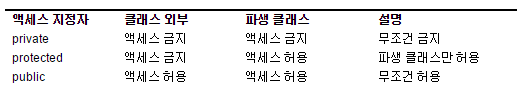 액세스 지정자 클래스 외부 파생 클래스 설명
private 액세스 금지 액세스 금지 무조건 금지
protected 액세스 금지 액세스 허용 파생 클래스만 허용
public 액세스 허용 액세스 허용 무조건 허용